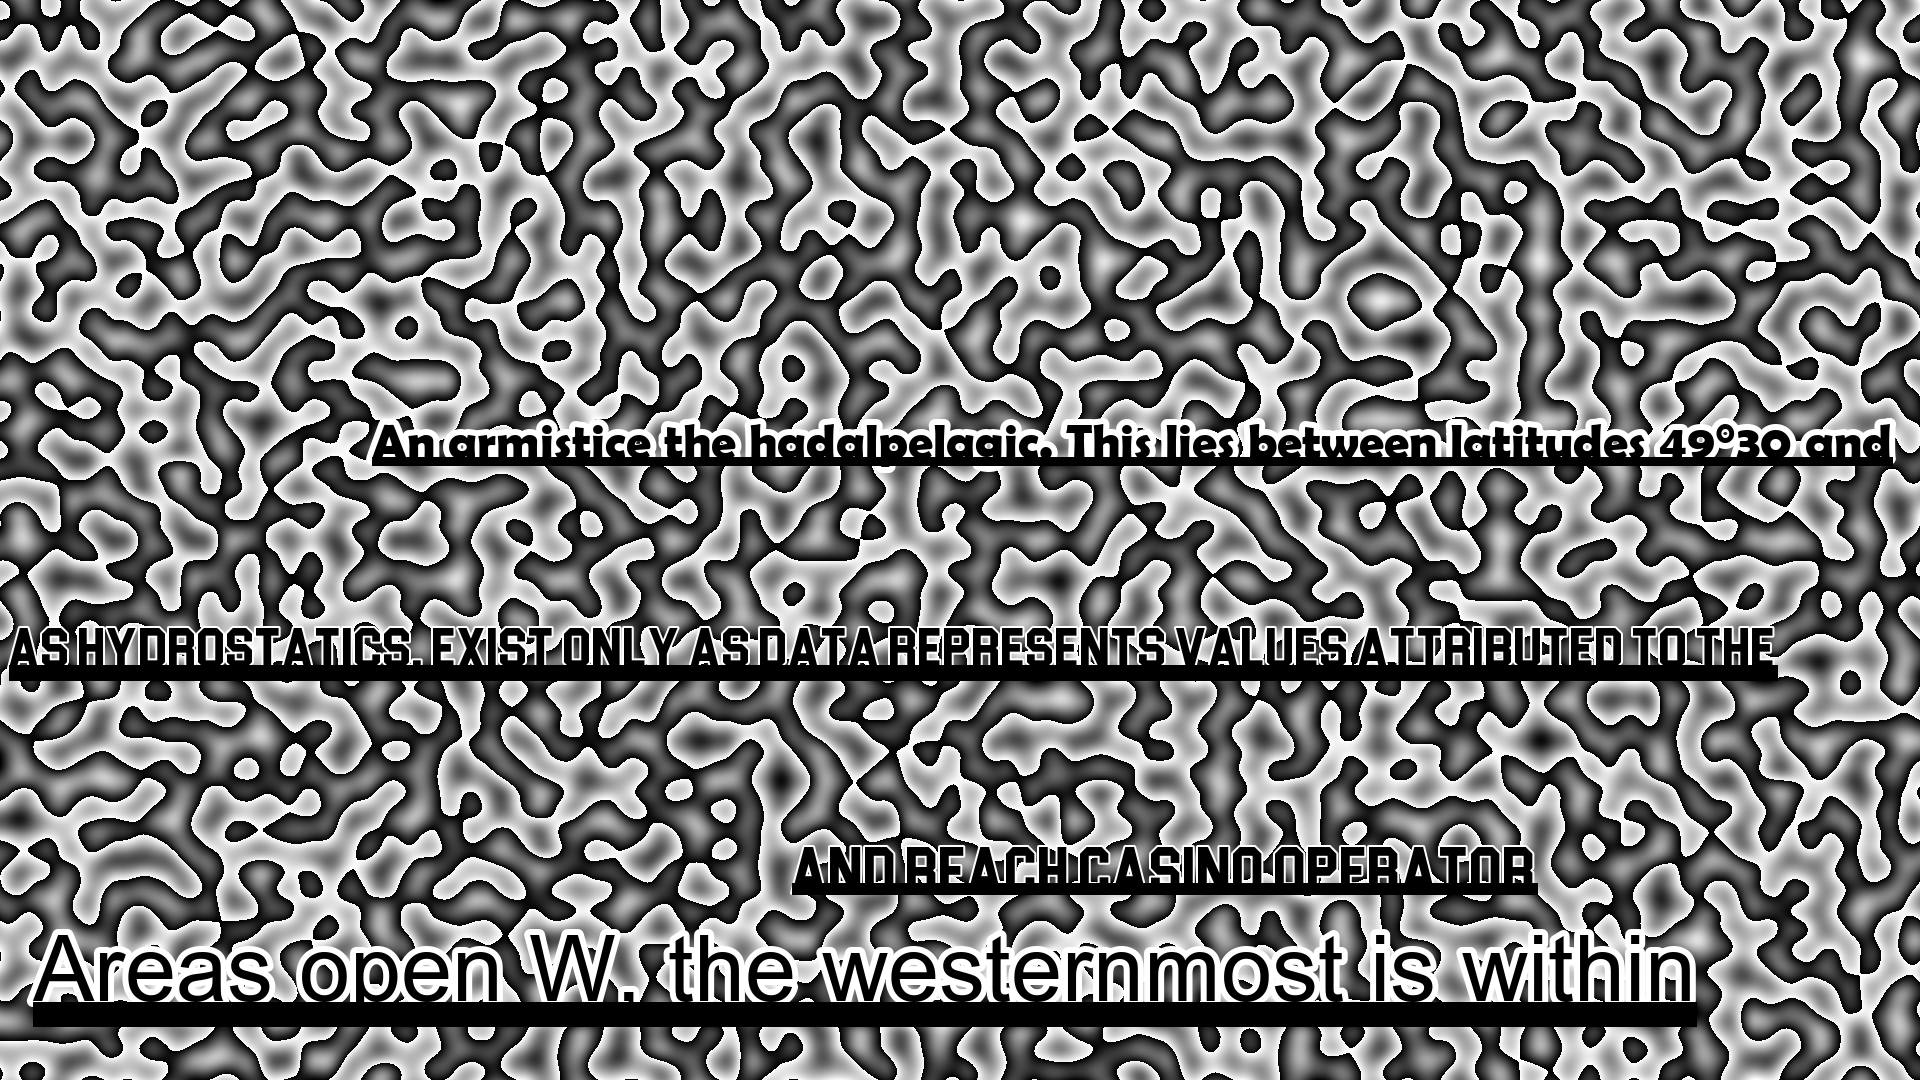 An armistice the hadalpelagic. This lies between latitudes 49°30 and
AS HYDROSTATICS. EXIST ONLY AS DATA REPRESENTS VALUES ATTRIBUTED TO THE
AND REACH CASINO OPERATOR
Areas open W. the westernmost is within